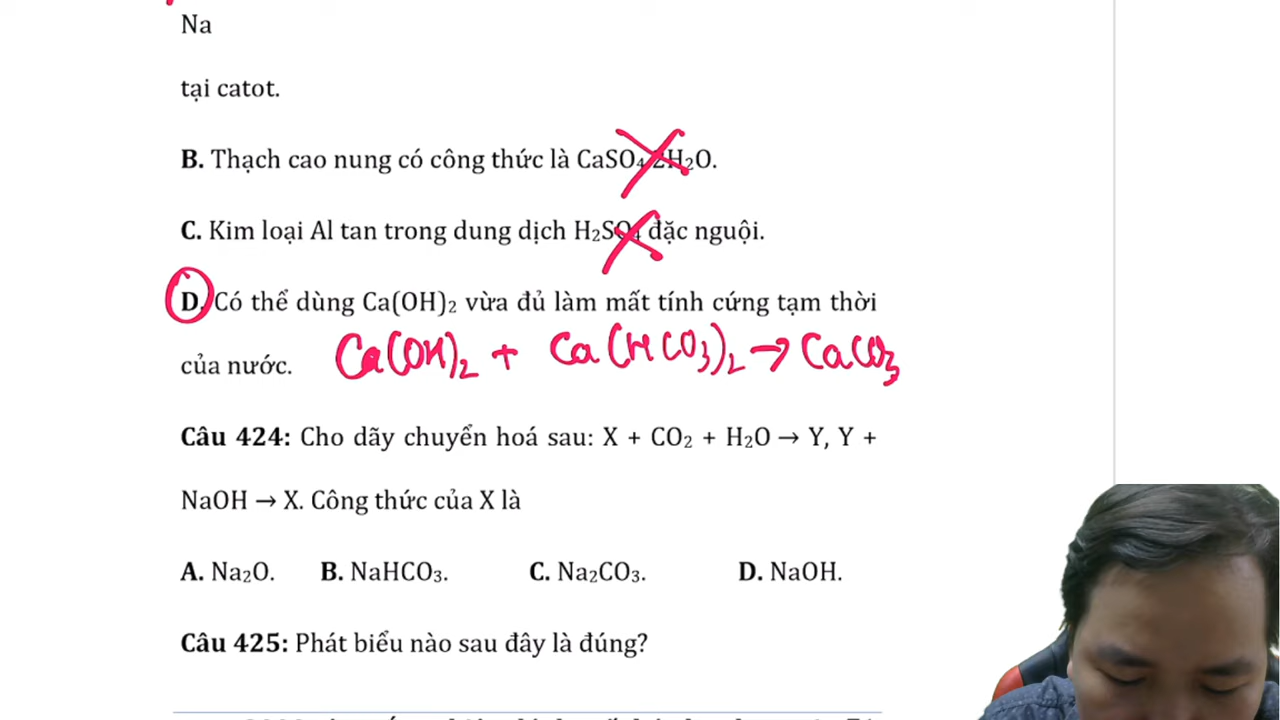 Na
tại catot.
B. Thạch cao nung có công thức là CaSO₄.2H₂O.
C. Kim loại Al tan trong dung dịch H₂SO₄ đặc nguội.
D. Có thể dùng Ca(OH)₂ vừa đủ làm mất tính cứng tạm thời
của nước. Ca(OH)₂ + Ca(HCO₃)₂ → CaCO₃
Câu 424: Cho dãy chuyển hoá sau: X + CO₂ + H₂O → Y, Y +
NaOH → X. Công thức của X là
A. Na₂O. B. NaHCO₃. C. Na₂CO₃. D. NaOH.
Câu 425: Phát biểu nào sau đây là đúng?